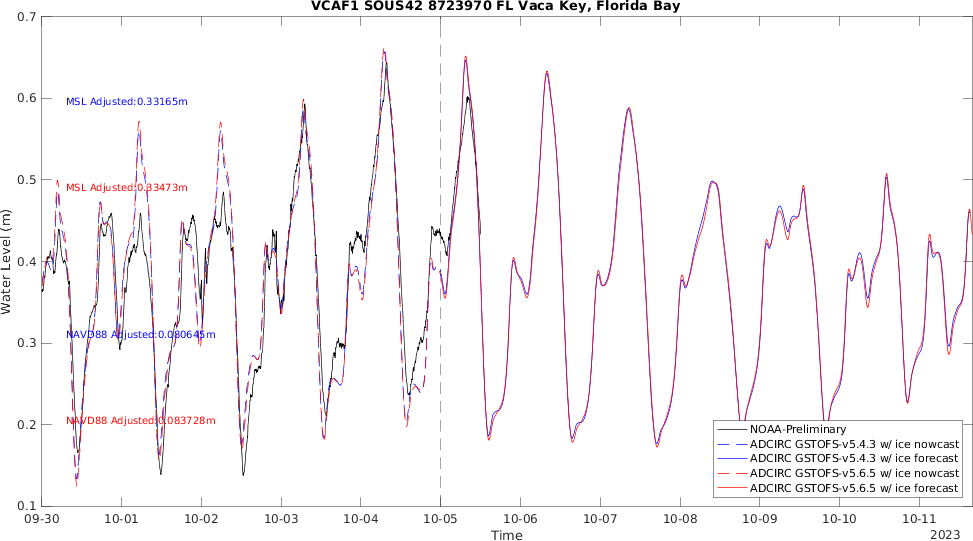 VCAF1 SOUS42 8723970 FL Vaca Key, Florida Bay
0.7
0.6
0.5
0.4
0.3
0.2
0.1
Water Level (m)
MSL Adjusted:0.33165m
MSL Adjusted:0.33473m
NAVD88 Adjusted:0.080645m
NAVD88 Adjusted:0.083728m
NOAA-Preliminary
ADCIRC GSTOFS-v5.4.3 w/ ice nowcast
ADCIRC GSTOFS-v5.4.3 w/ ice forecast
ADCIRC GSTOFS-v5.6.5 w/ ice nowcast
ADCIRC GSTOFS-v5.6.5 w/ ice forecast
09-30 10-01 10-02 10-03 10-04 10-05 10-06 10-07 10-08 10-09 10-10 10-11
2023
Time